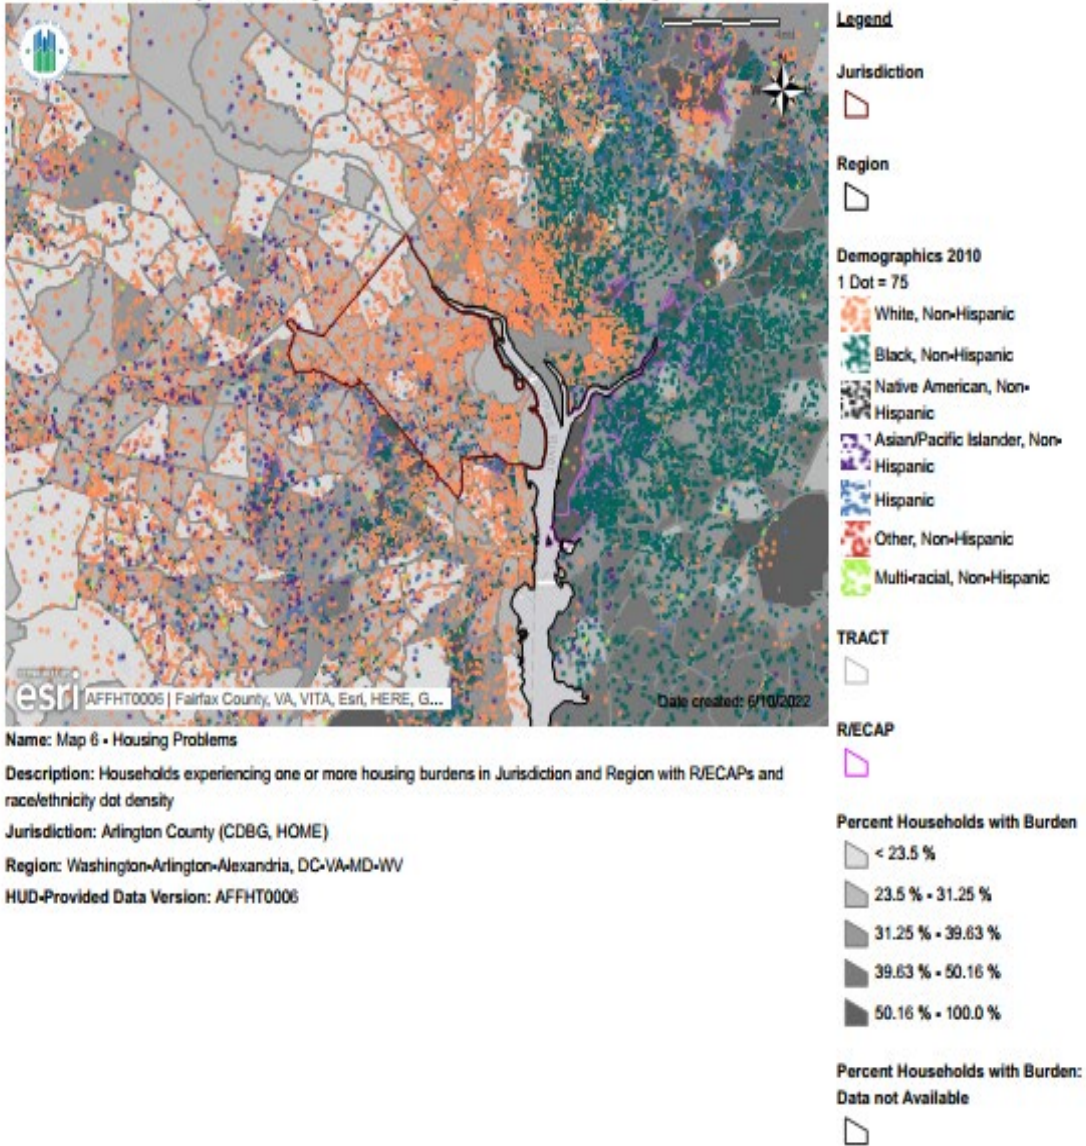 esri
AFFHT0006 | Fairfax County, VA, VITA, Esri, HERE, G...
Date created: 6/10/2022
Name: Map 6 - Housing Problems
Description: Households experiencing one or more housing burdens in Jurisdiction and Region with R/ECAPs and
race/ethnicity dot density
Jurisdiction: Arlington County (CDBG, HOME)
Region: Washington-Arlington-Alexandria, DC-VA-MD-WV
HUD-Provided Data Version: AFFHT0006
Legend
Jurisdiction
Region
Demographics 2010
1 Dot = 75
White, Non-Hispanic
Black, Non-Hispanic
Native American, Non-
Hispanic
Asian/Pacific Islander, Non-
Hispanic
Hispanic
Other, Non-Hispanic
Multi-racial, Non-Hispanic
TRACT
R/ECAP
Percent Households with Burden
< 23.5 %
23.5 % - 31.25 %
31.25 % - 39.63 %
39.63 % - 50.16 %
50.16 % - 100.0 %
Percent Households with Burden:
Data not Available